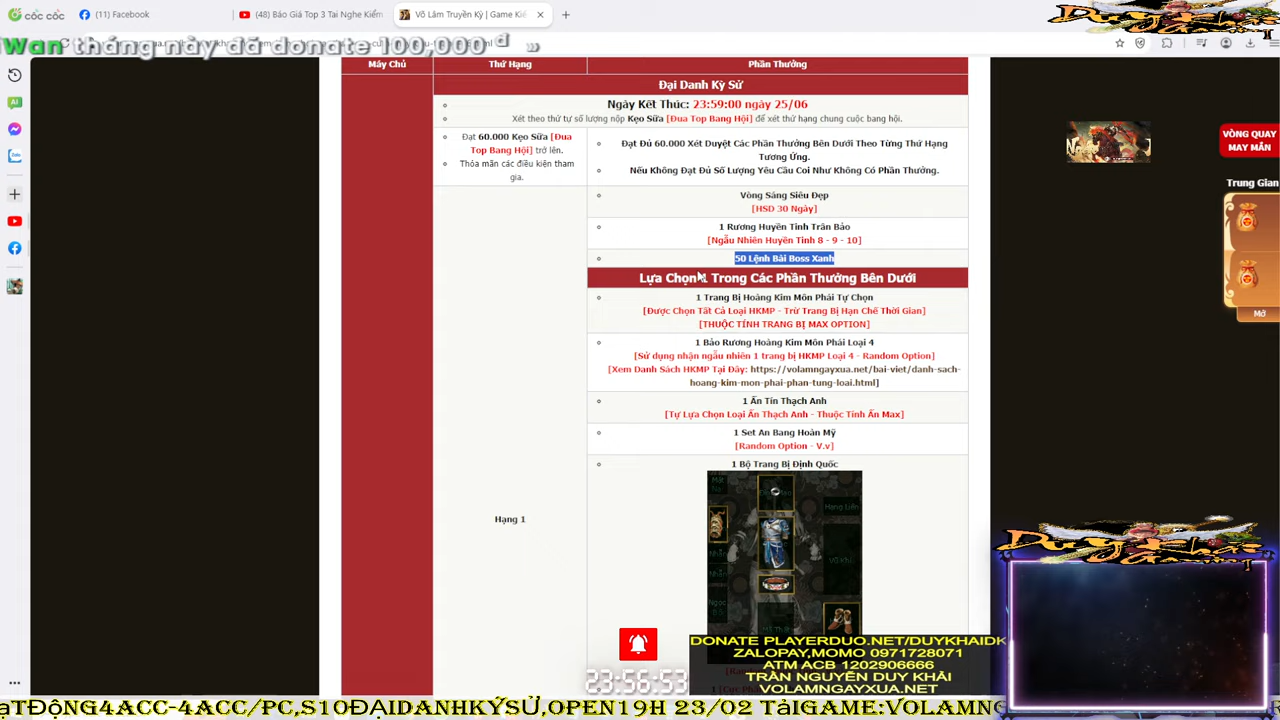 cốc cốc
(11) Facebook
(48) Báo Giá Top 3 Tai Nghe Kiểm
Võ Lâm Truyền Kỳ | Game Kiế
Wan tháng này đã donate 100,000 đ
Máy Chủ
Thứ Hạng
Phần Thưởng
Đại Danh Kỳ Sử
Ngày Kết Thúc: 23:59:00 ngày 25/06
Xét theo thứ tự số lượng nộp Kẹo Sữa [Đua Top Bang Hội] để xét thứ hạng chung cuộc bang hội.
Đạt 60.000 Kẹo Sữa [Đua
Top Bang Hội] trở lên.
Thỏa mãn các điều kiện tham
gia.
Đạt Đủ 60.000 Xét Duyệt Các Phần Thưởng Bên Dưới Theo Từng Thứ Hạng
Tương Ứng.
Nếu Không Đạt Đủ Số Lượng Yêu Cầu Coi Như Không Có Phần Thưởng.
Vòng Sáng Siêu Đẹp
[HSD 30 Ngày]
1 Rương Huyền Tinh Trân Bảo
[Ngẫu Nhiên Huyền Tinh 8 - 9 - 10]
50 Lệnh Bài Boss Xanh
Lựa Chọn 1 Trong Các Phần Thưởng Bên Dưới
1 Trang Bị Hoàng Kim Môn Phái Tự Chọn
[Được Chọn Tất Cả Loại HKMP - Trừ Trang Bị Hạn Chế Thời Gian]
[THUỘC TÍNH TRANG BỊ MAX OPTION]
1 Bảo Rương Hoàng Kim Môn Phái Loại 4
[Sử dụng nhận ngẫu nhiên 1 trang bị HKMP Loại 4 - Random Option]
[Xem Danh Sách HKMP Tại Đây: https://volamngayxua.net/bai-viet/danh-sach-
hoang-kim-mon-phai-phan-tung-loai.html]
1 Ấn Tín Thạch Anh
[Tự Lựa Chọn Loại Ấn Thạch Anh - Thuộc Tính Ấn Max]
1 Set An Bang Hoàn Mỹ
[Random Option - V.v]
1 Bộ Trang Bị Định Quốc
Hạng 1
VÒNG QUAY
MAY MẮN
Trung Gian
Mở
Duy Khải
Gaming
23:56:53
DONATE PLAYERDUO.NET/DUYKHAIDK
ZALOPAY,MOMO 0971728071
ATM ACB 1202906666
TRẦN NGUYỄN DUY KHẢI
VOLAMNGAYXUA.NET
ạTĐỘNG4ACC-4ACC/PC,S10ĐẠIDANHKỲSỬ,OPEN19H 23/02 TảIGAME:VOLAMNG